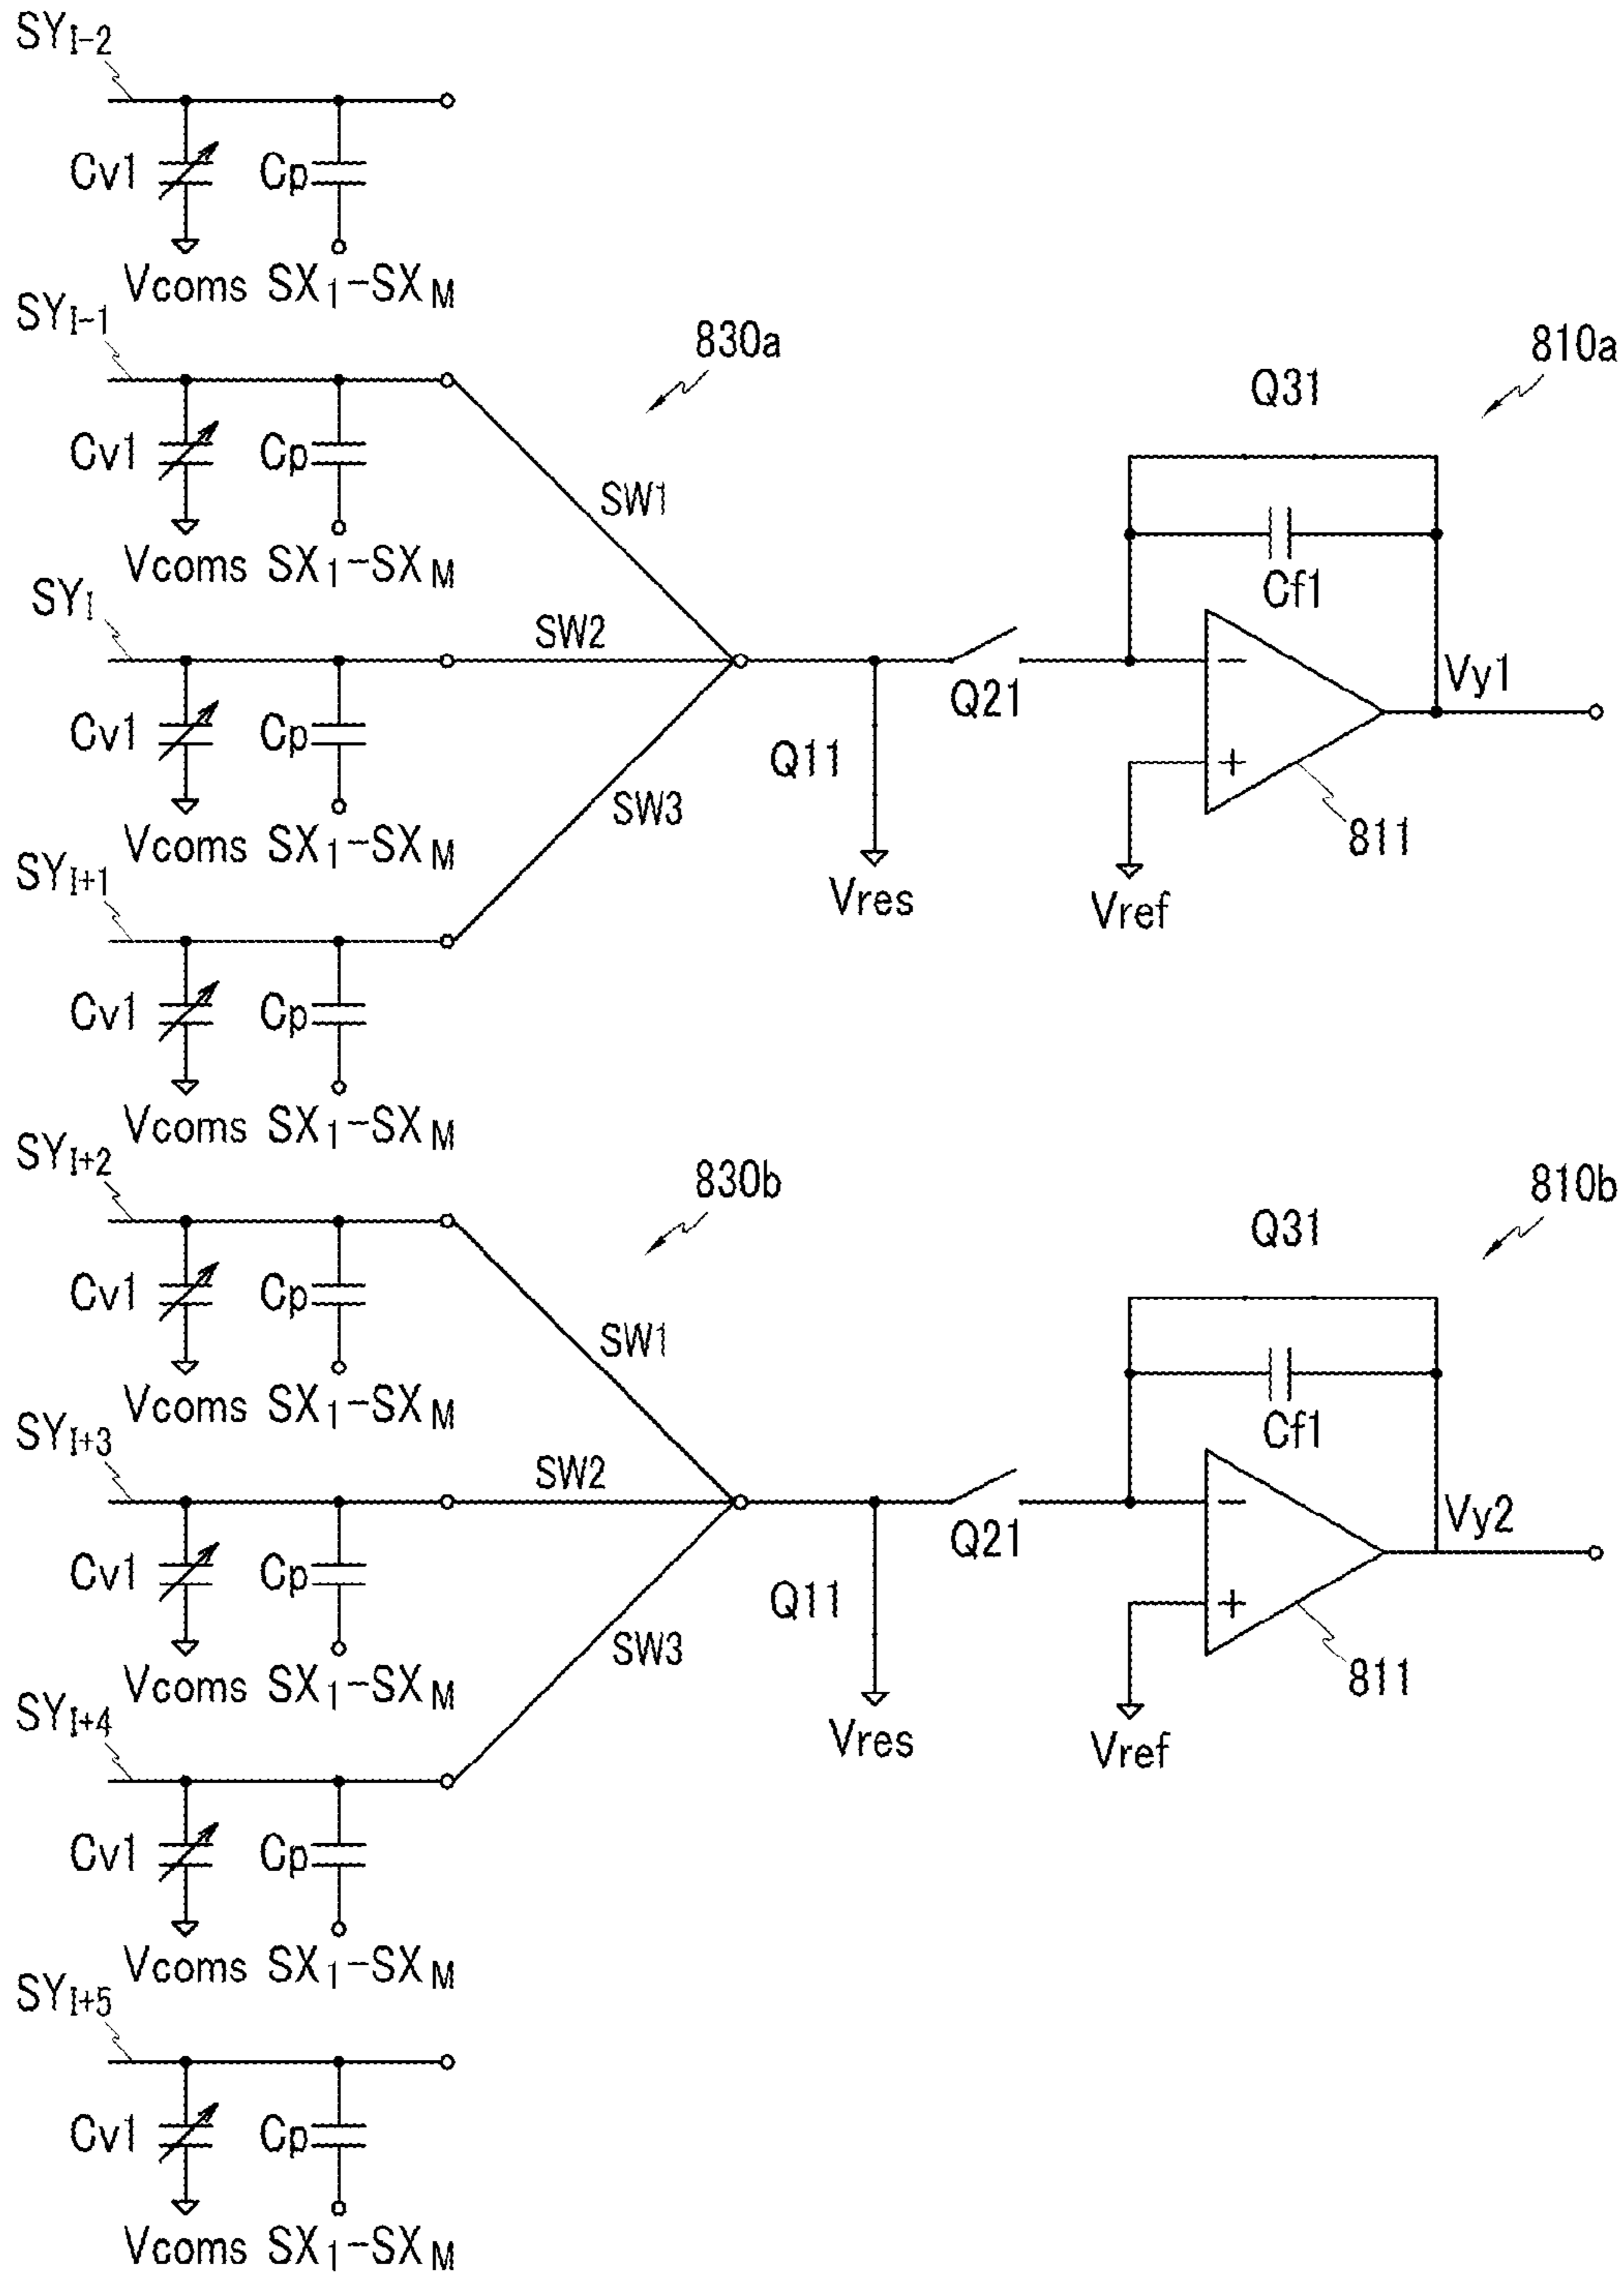 SYI-2
Cv1 Cp
Vcoms SX1-SXM
SYI-1
830a
810a
Q31
Cv1 Cp
SW1
Cf1
Vcoms SX1-SXM
SYI
SW2
Q21
Vy1
Cv1 Cp
Q11
SW3
811
Vcoms SX1-SXM
Vres
Vref
SYI+1
Cv1 Cp
Vcoms SX1-SXM
SYI+2
830b
810b
Q31
Cv1 Cp
SW1
Cf1
Vcoms SX1-SXM
SYI+3
SW2
Q21
Vy2
Cv1 Cp
Q11
SW3
811
Vcoms SX1-SXM
Vres
Vref
SYI+4
Cv1 Cp
Vcoms SX1-SXM
SYI+5
Cv1 Cp
Vcoms SX1-SXM